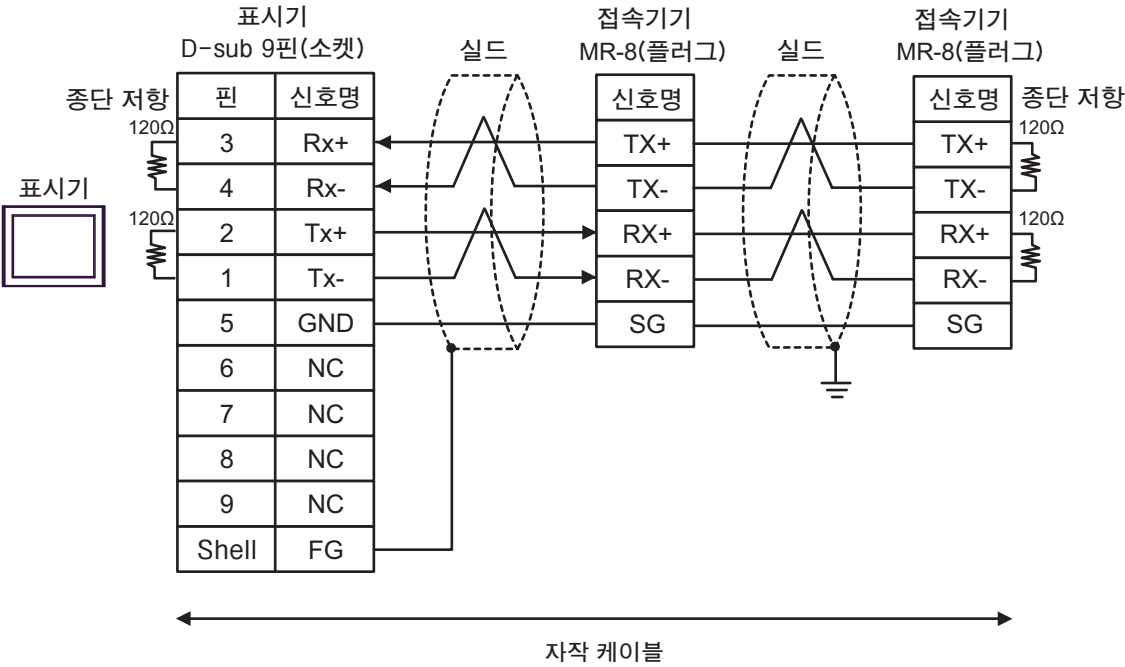 표시기
D-sub 9핀(소켓)
실드
접속기기
MR-8(플러그)
실드
접속기기
MR-8(플러그)
종단 저항
핀 신호명
신호명
신호명
종단 저항
120Ω
3 Rx+
TX+
TX+
120Ω
4 Rx-
TX-
TX-
표시기
120Ω
2 Tx+
RX+
RX+
120Ω
1 Tx-
RX-
RX-
5 GND
SG
SG
6 NC
7 NC
8 NC
9 NC
Shell FG
자작 케이블